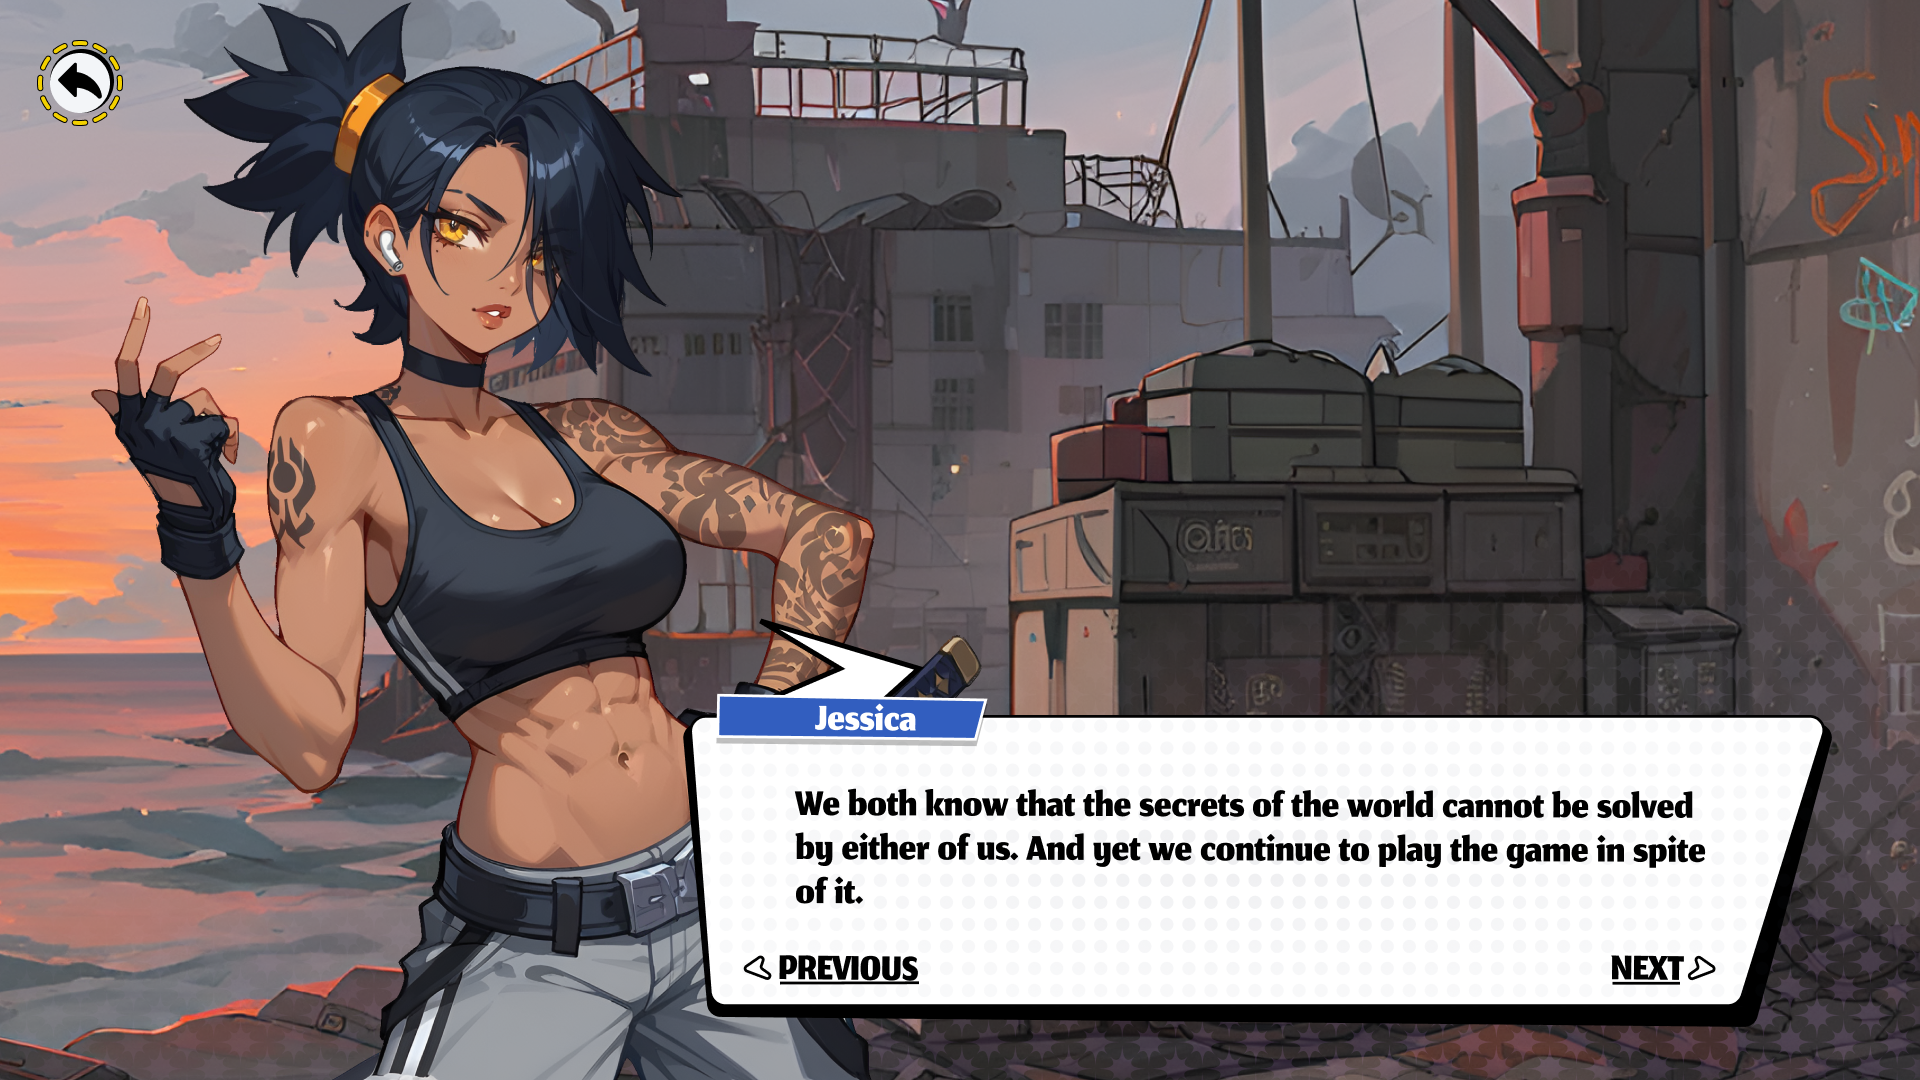 Jessica
We both know that the secrets of the world cannot be solved
by either of us. And yet we continue to play the game in spite
of it.
PREVIOUS
NEXT